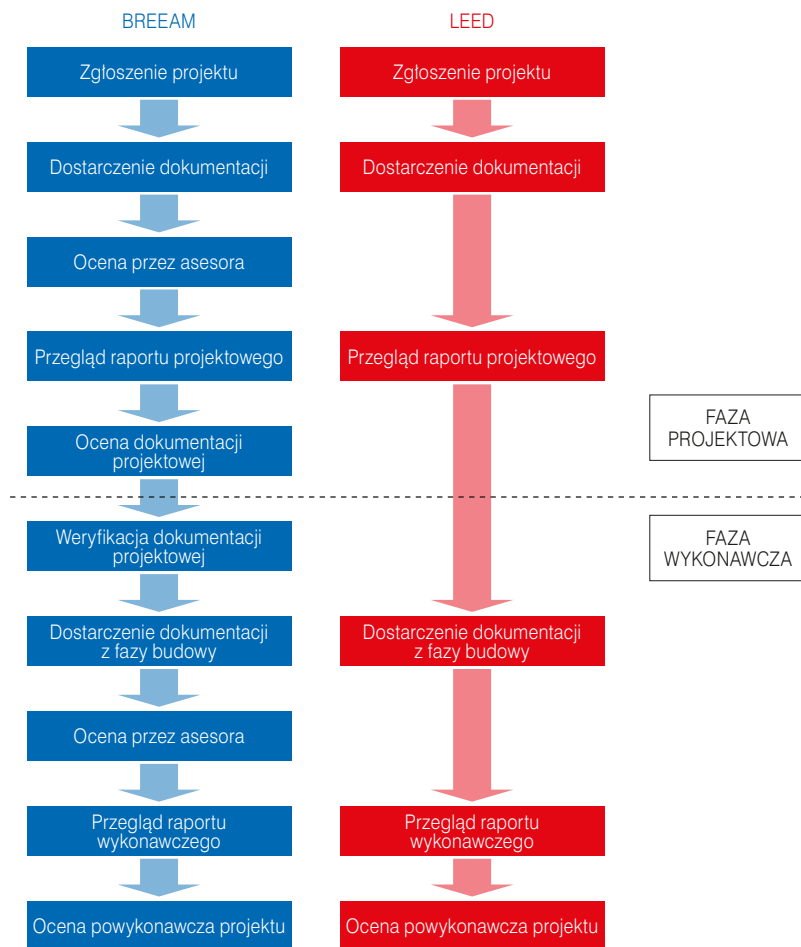 BREEAM
Zgłoszenie projektu
Dostarczenie dokumentacji
Ocena przez asesora
Przegląd raportu projektowego
Ocena dokumentacji
projektowej
Weryfikacja dokumentacji
projektowej
Dostarczenie dokumentacji
z fazy budowy
Ocena przez asesora
Przegląd raportu
wykonawczego
Ocena powykonawcza projektu
LEED
Zgłoszenie projektu
Dostarczenie dokumentacji
Przegląd raportu projektowego
Dostarczenie dokumentacji
z fazy budowy
Przegląd raportu
wykonawczego
Ocena powykonawcza projektu
FAZA
PROJEKTOWA
FAZA
WYKONAWCZA